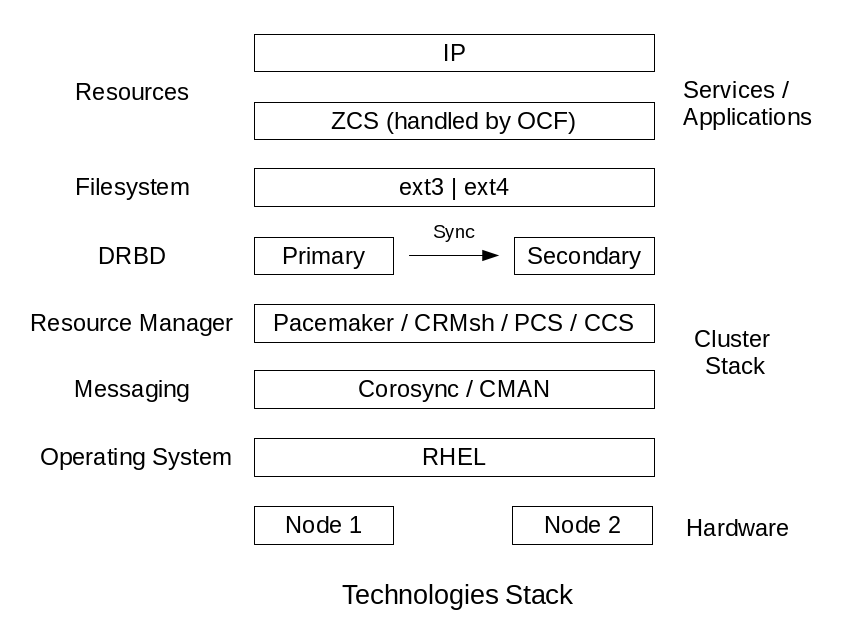 IP
Resources
Services /
Applications
ZCS (handled by OCF)
Filesystem
ext3 | ext4
Sync
DRBD
Primary
Secondary
Resource Manager
Pacemaker / CRMsh / PCS / CCS
Cluster
Stack
Messaging
Corosync / CMAN
Operating System
RHEL
Node 1
Node 2
Hardware
Technologies Stack